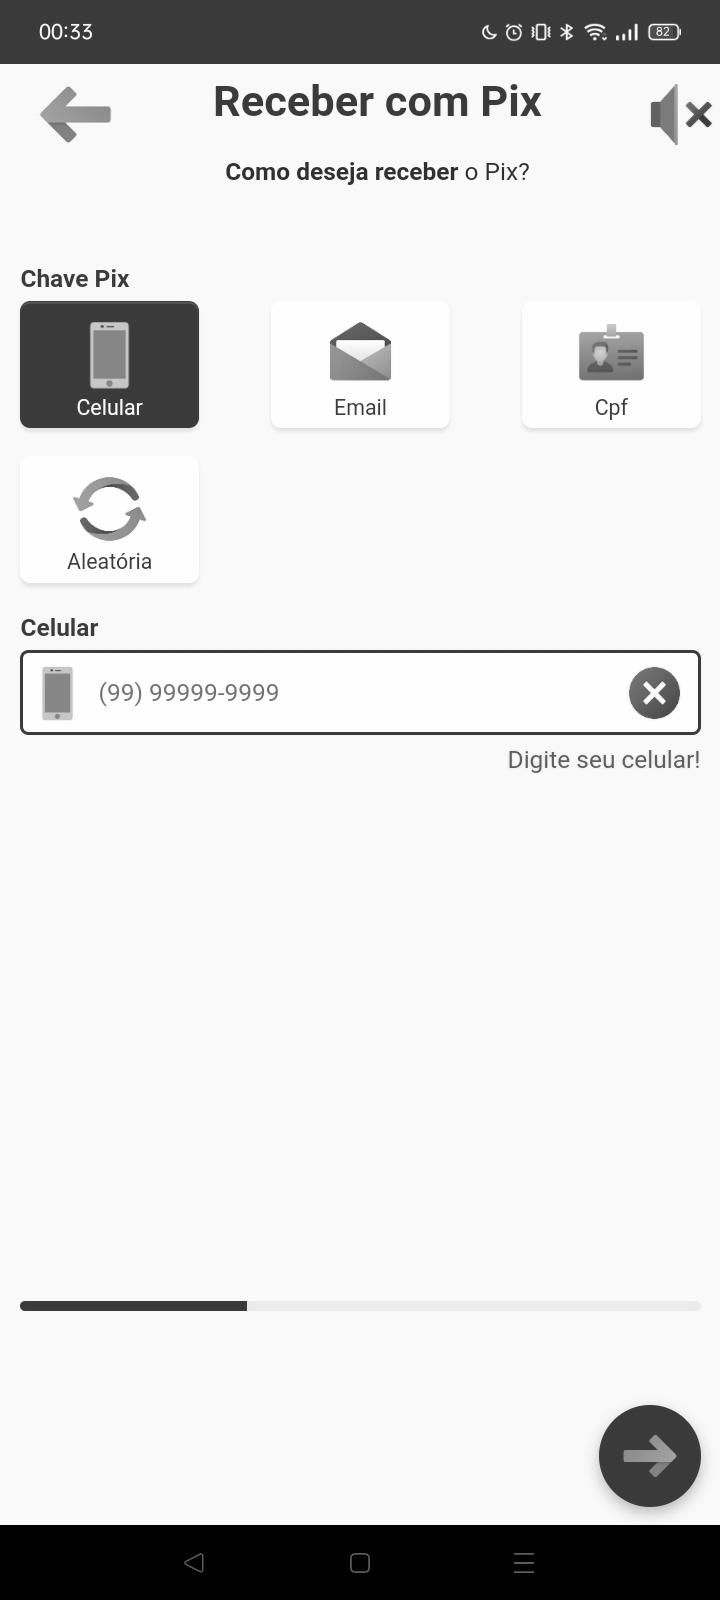 00:33
82
Receber com Pix
Como deseja receber o Pix?
Chave Pix
Celular
Email
Cpf
Aleatória
Celular
(99) 99999-9999
Digite seu celular!